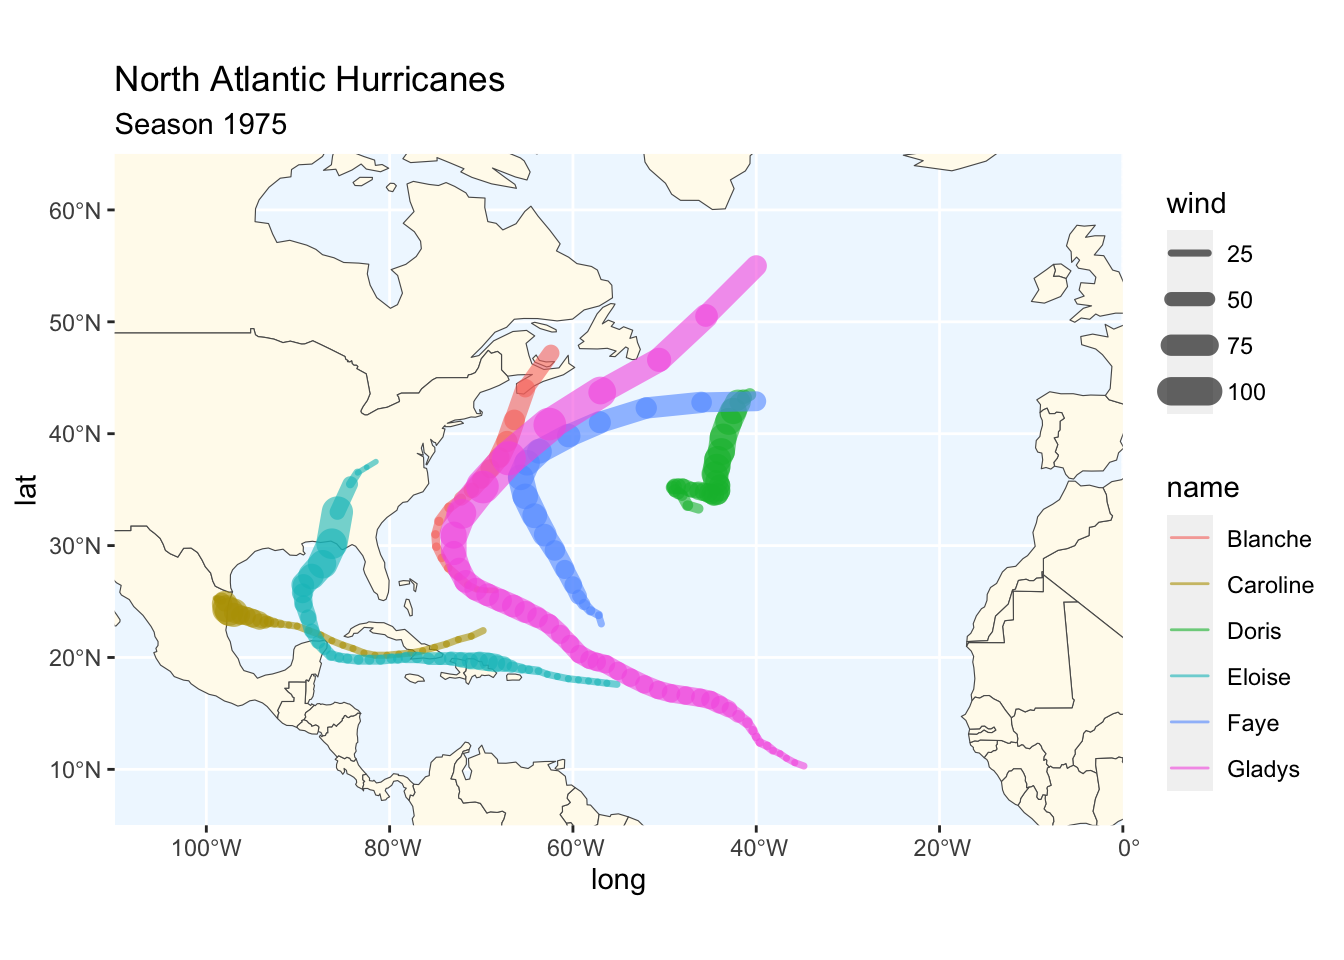 North Atlantic Hurricanes
Season 1975
60°N
50°N
40°N
30°N
20°N
10°N
lat
100°W
80°W
60°W
40°W
20°W
0°
long
wind
25
50
75
100
name
Blanche
Caroline
Doris
Eloise
Faye
Gladys